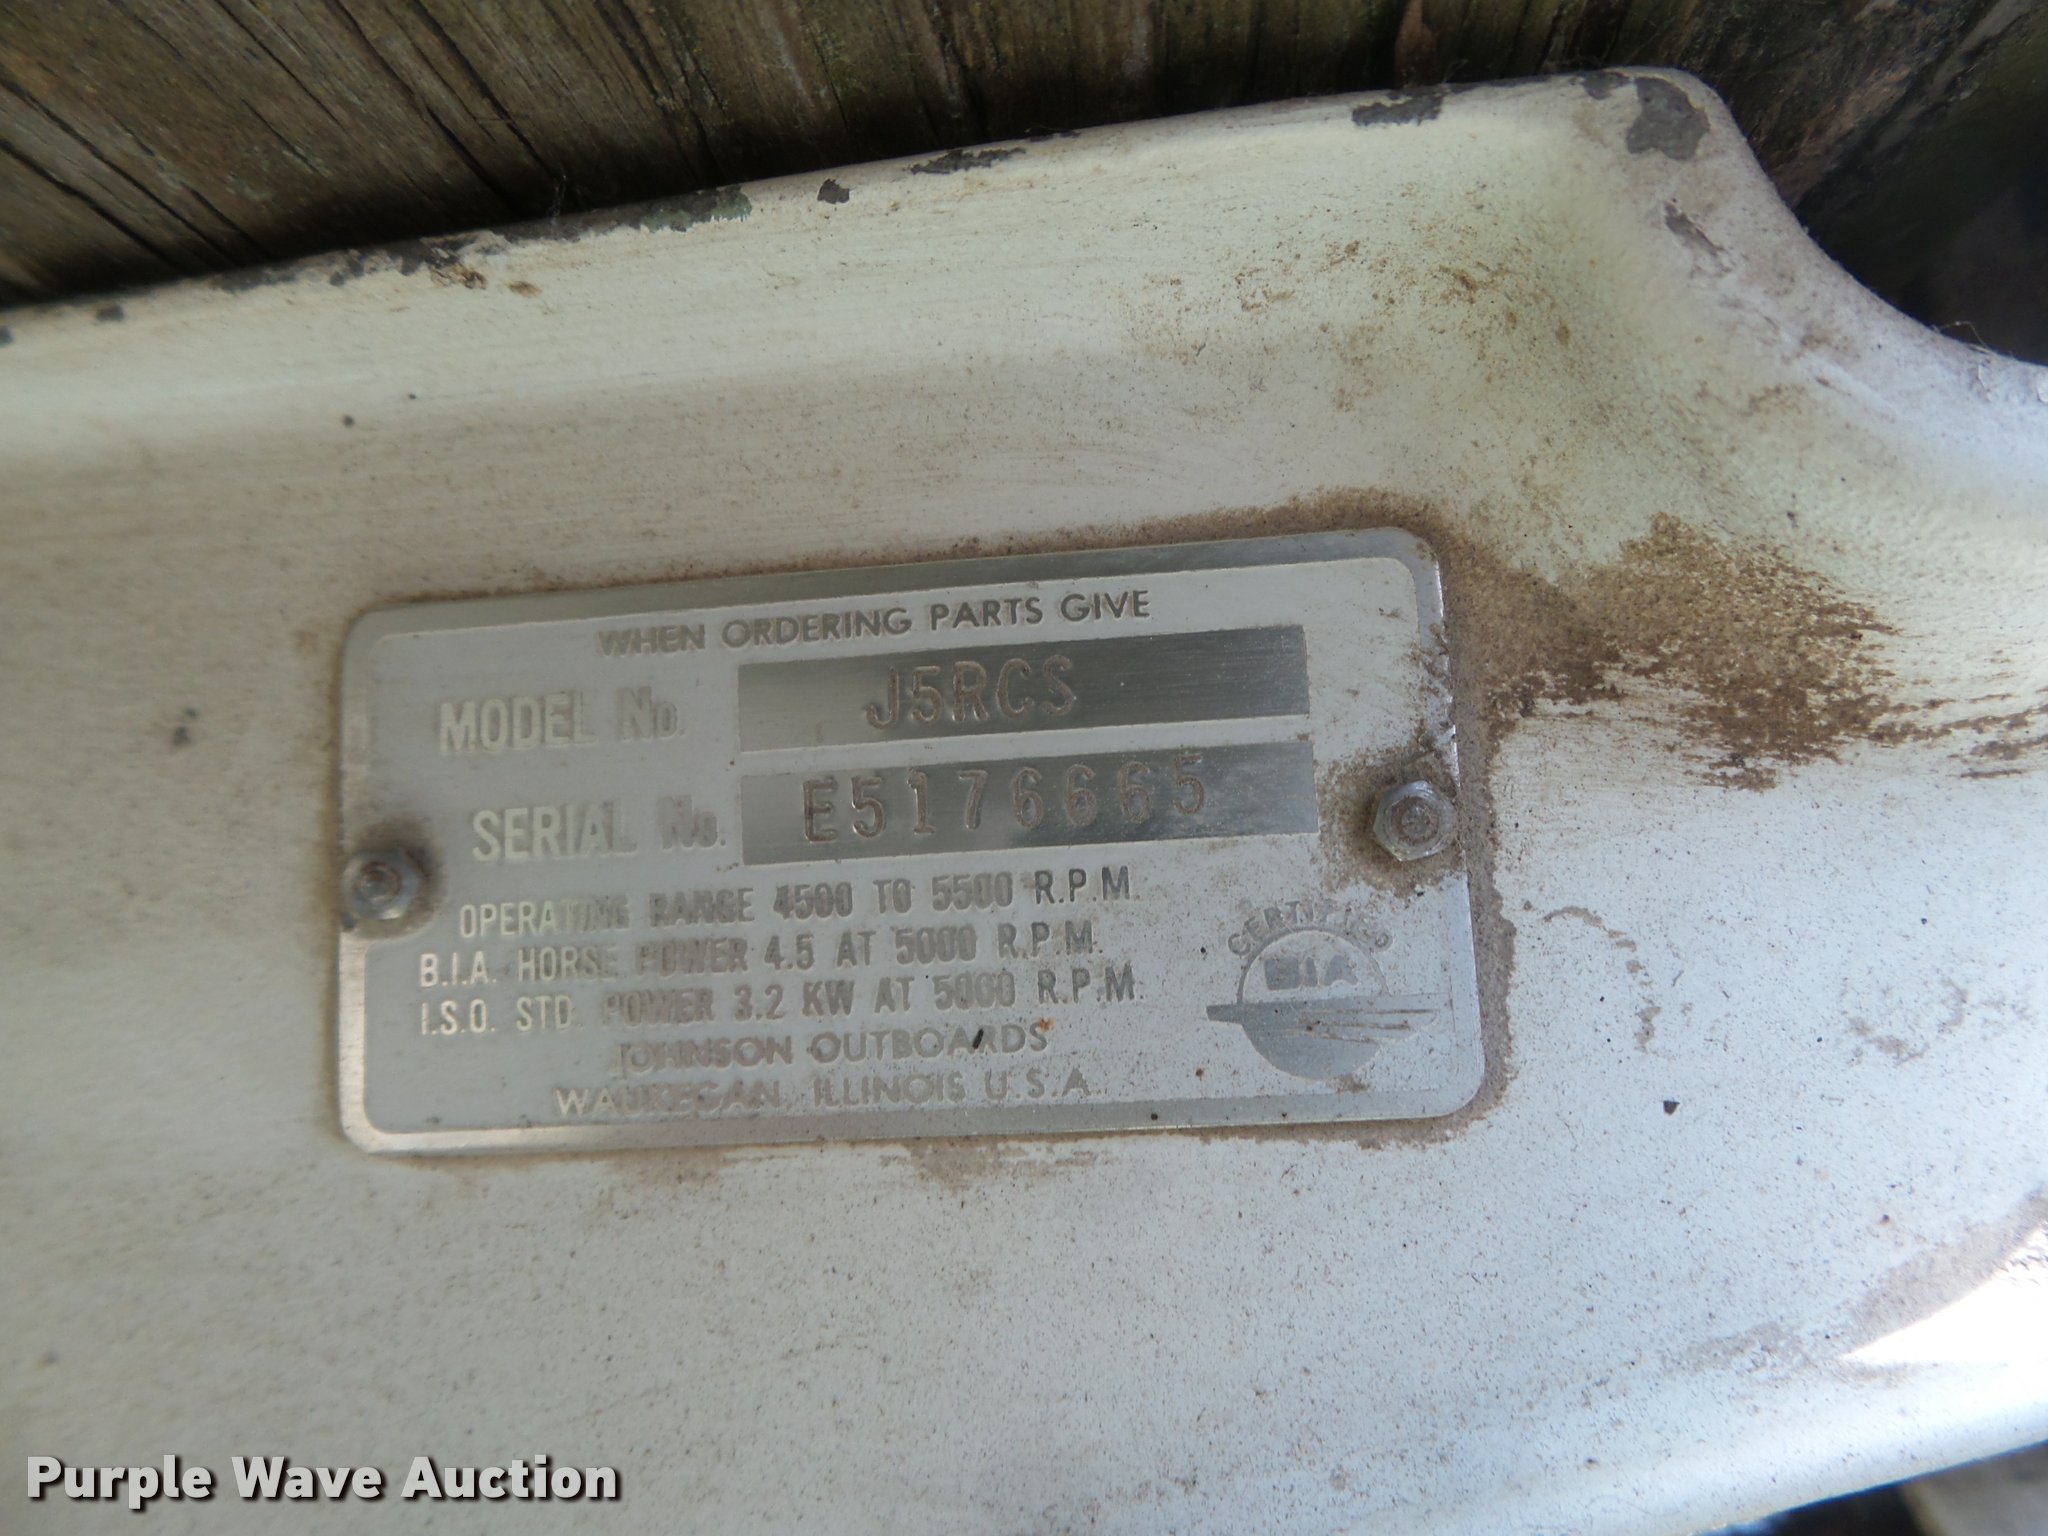 WHEN ORDERING PARTS GIVE
MODEL No. J5RCS
SERIAL No. E5176665
OPERATING RANGE 4500 TO 5500 R.P.M.
B.I.A. HORSE POWER 4.5 AT 5000 R.P.M.
I.S.O. STD. POWER 3.2 KW AT 5000 R.P.M.
JOHNSON OUTBOARDS
WAUKEGAN, ILLINOIS U.S.A.
CERTIFIED
BIA
Purple Wave Auction